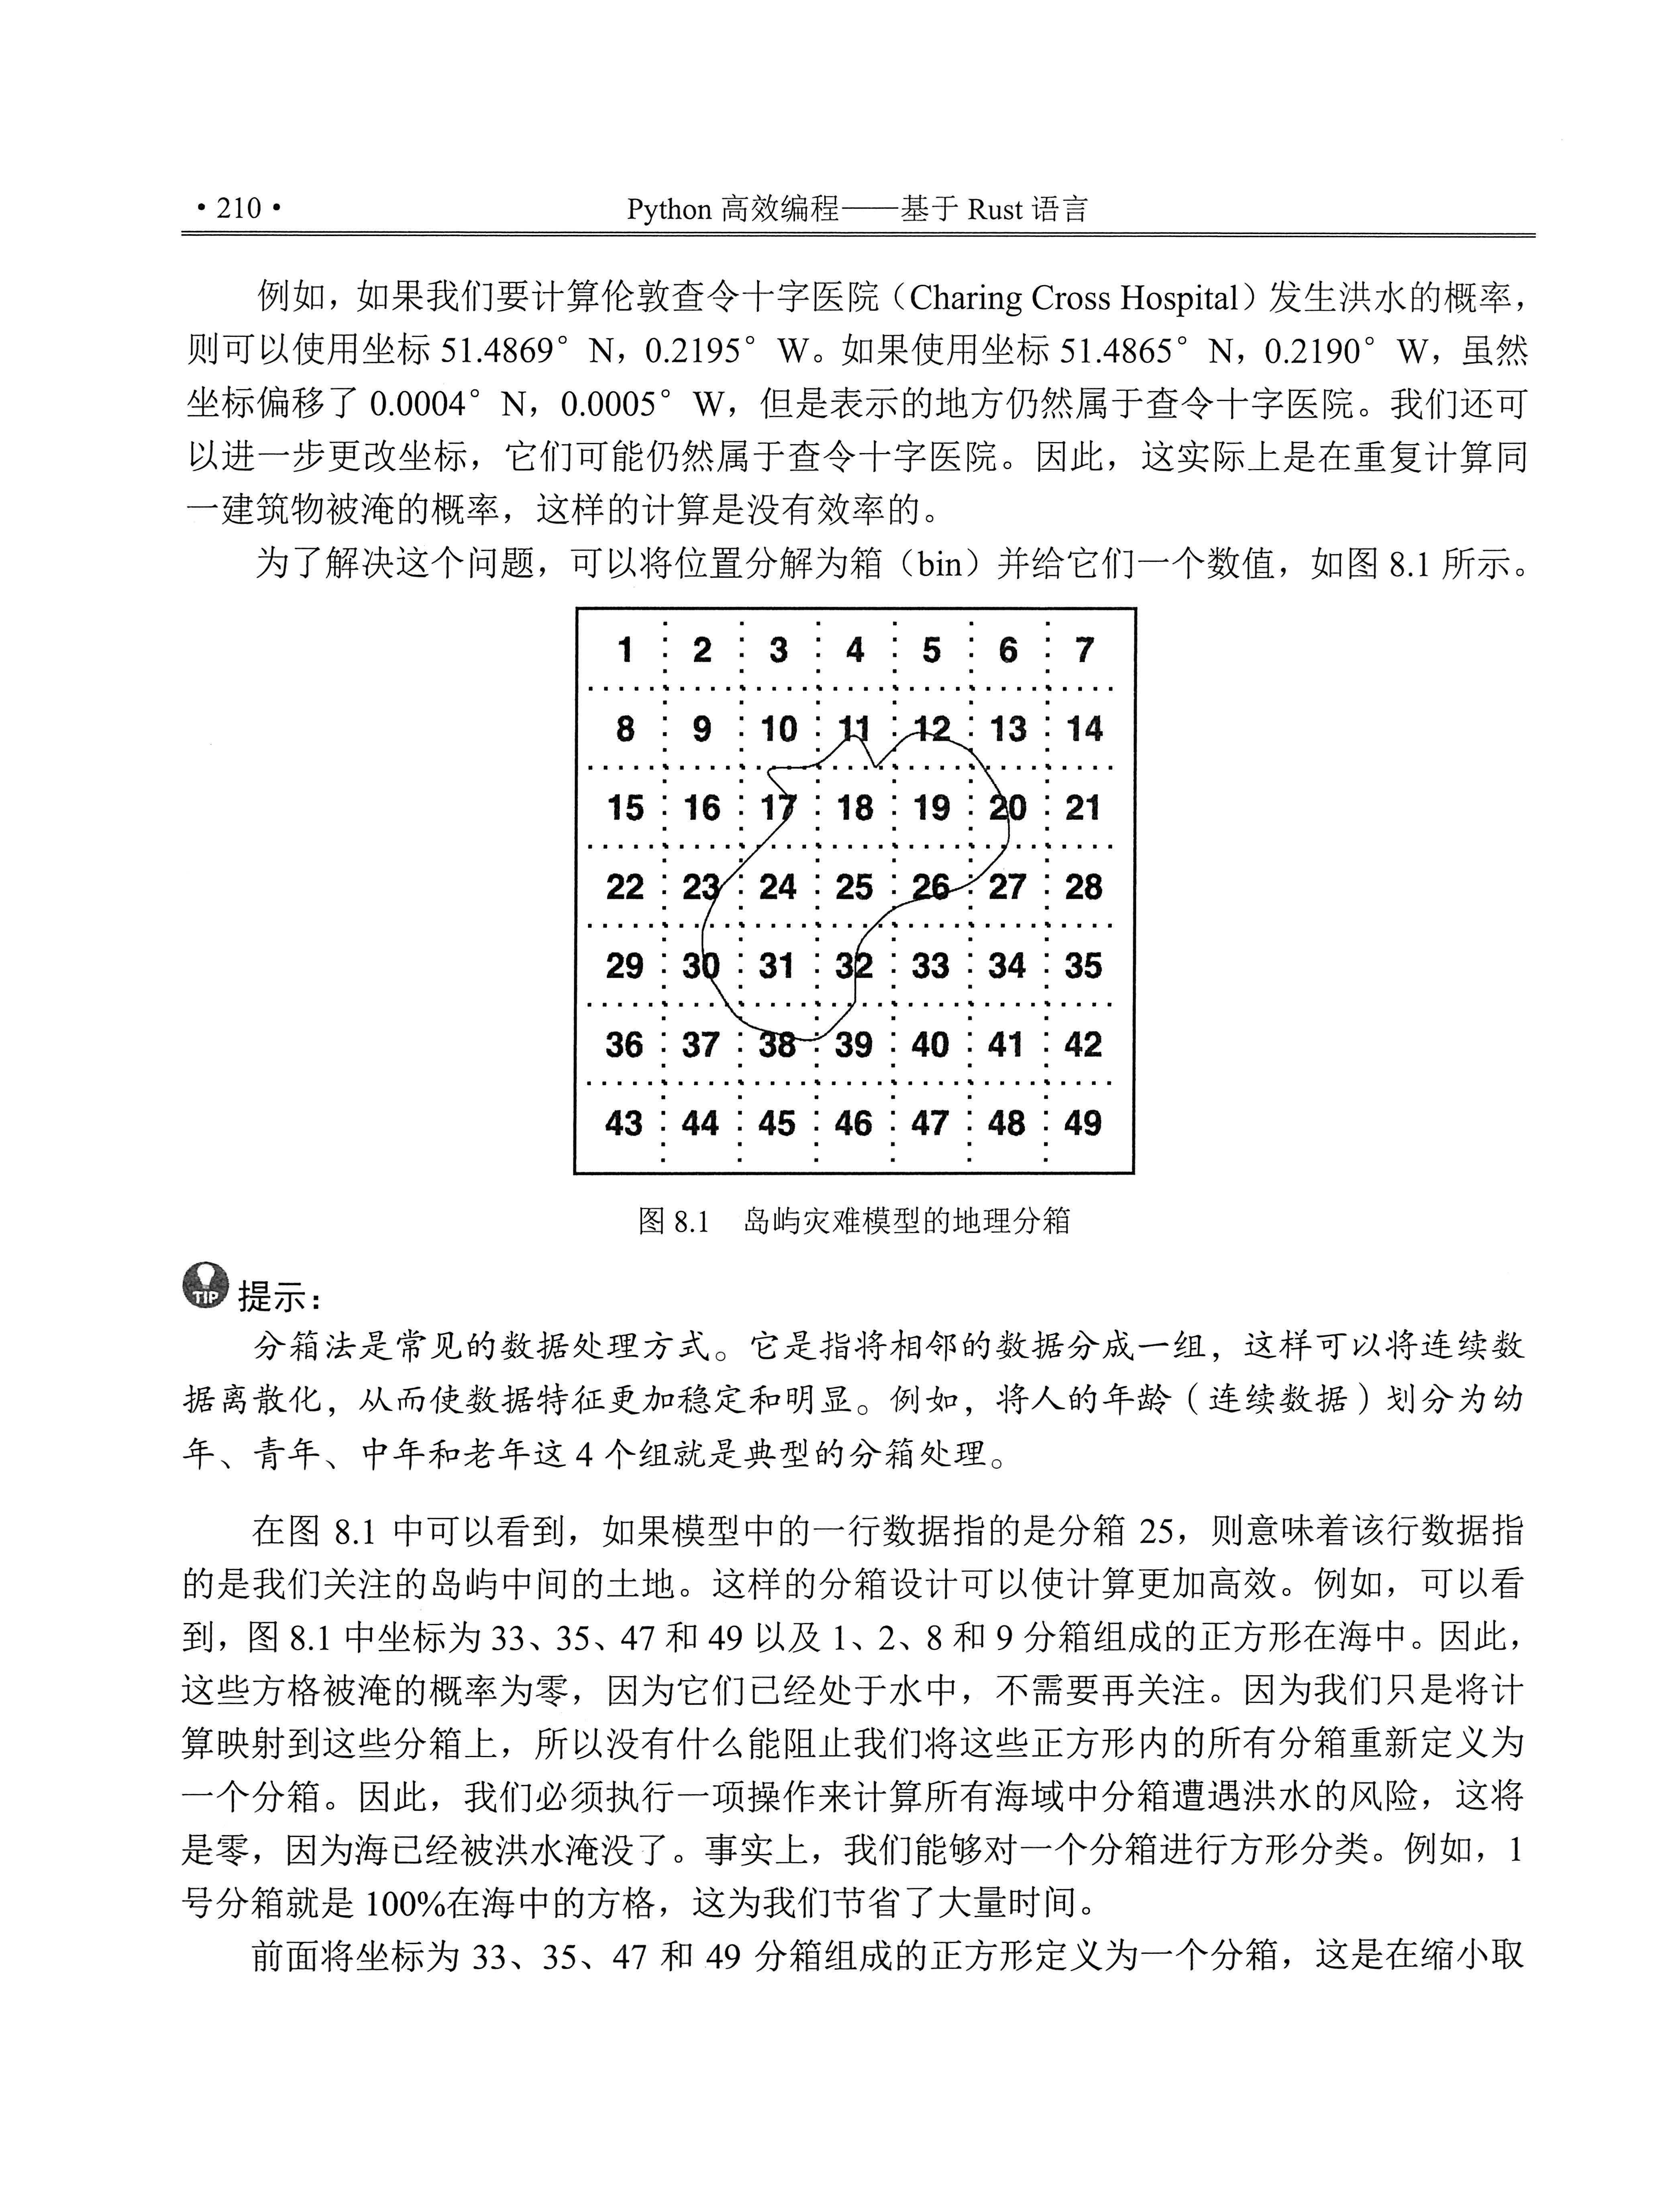 ·210·
Python 高效编程——基于 Rust 语言
例如，如果我们要计算伦敦查令十字医院（Charing Cross Hospital）发生洪水的概率，
则可以使用坐标 51.4869° N，0.2195° W。如果使用坐标 51.4865° N，0.2190° W，虽然
坐标偏移了 0.0004° N，0.0005° W，但是表示的地方仍然属于查令十字医院。我们还可
以进一步更改坐标，它们可能仍然属于查令十字医院。因此，这实际上是在重复计算同
一建筑物被淹的概率，这样的计算是没有效率的。
为了解决这个问题，可以将位置分解为箱（bin）并给它们一个数值，如图 8.1 所示。
1 2 3 4 5 6 7
8 9 10 11 12 13 14
15 16 17 18 19 20 21
22 23 24 25 26 27 28
29 30 31 32 33 34 35
36 37 38 39 40 41 42
43 44 45 46 47 48 49
图 8.1 岛屿灾难模型的地理分箱
TIP 提示：
分箱法是常见的数据处理方式。它是指将相邻的数据分成一组，这样可以将连续数
据离散化，从而使数据特征更加稳定和明显。例如，将人的年龄（连续数据）划分为幼
年、青年、中年和老年这 4 个组就是典型的分箱处理。
在图 8.1 中可以看到，如果模型中的一行数据指的是分箱 25，则意味着该行数据指
的是我们关注的岛屿中间的土地。这样的分箱设计可以使计算更加高效。例如，可以看
到，图 8.1 中坐标为 33、35、47 和 49 以及 1、2、8 和 9 分箱组成的正方形在海中。因此，
这些方格被淹的概率为零，因为它们已经处于水中，不需要再关注。因为我们只是将计
算映射到这些分箱上，所以没有什么能阻止我们将这些正方形内的所有分箱重新定义为
一个分箱。因此，我们必须执行一项操作来计算所有海域中分箱遭遇洪水的风险，这将
是零，因为海已经被洪水淹没了。事实上，我们能够对一个分箱进行方形分类。例如，1
号分箱就是 100%在海中的方格，这为我们节省了大量时间。
前面将坐标为 33、35、47 和 49 分箱组成的正方形定义为一个分箱，这是在缩小取